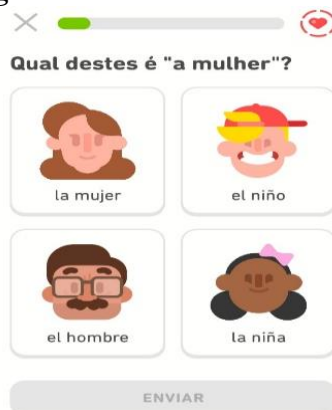 Qual destes é "a mulher"?
la mujer
el niño
el hombre
la niña
ENVIAR